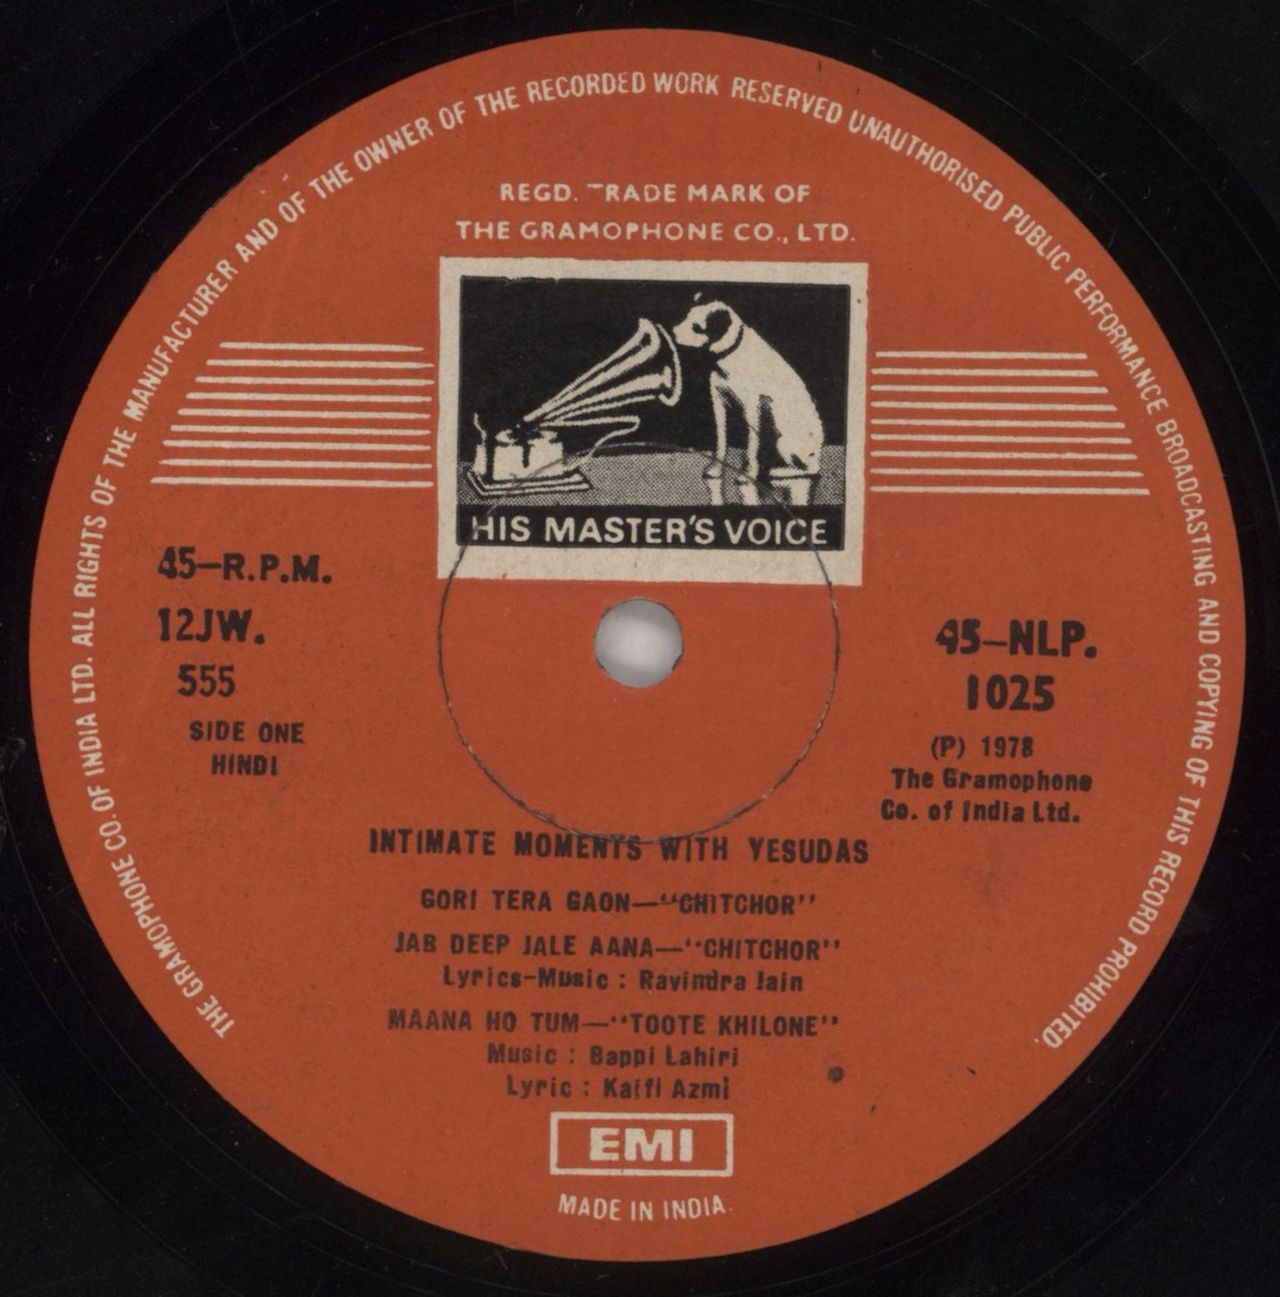 THE GRAMOPHONE CO. OF INDIA LTD. ALL RIGHTS OF THE MANUFACTURER AND OF THE OWNER OF THE RECORDED WORK RESERVED UNAUTHORISED PUBLIC PERFORMANCE BROADCASTING AND COPYING OF THIS RECORD PROHIBITED.
REGD. TRADE MARK OF
THE GRAMOPHONE CO., LTD.
HIS MASTER'S VOICE
45-R.P.M.
12JW.
555
SIDE ONE
HINDI
45-NLP.
1025
(P) 1978
The Gramophone
Co. of India Ltd.
INTIMATE MOMENTS WITH YESUDAS
GORI TERA GAON—"CHITCHOR"
JAB DEEP JALE AANA—"CHITCHOR"
Lyrics-Music : Ravindra Jain
MAANA HO TUM—"TOOTE KHILONE"
Music : Bappi Lahiri
Lyric : Kaifi Azmi
EMI
MADE IN INDIA.